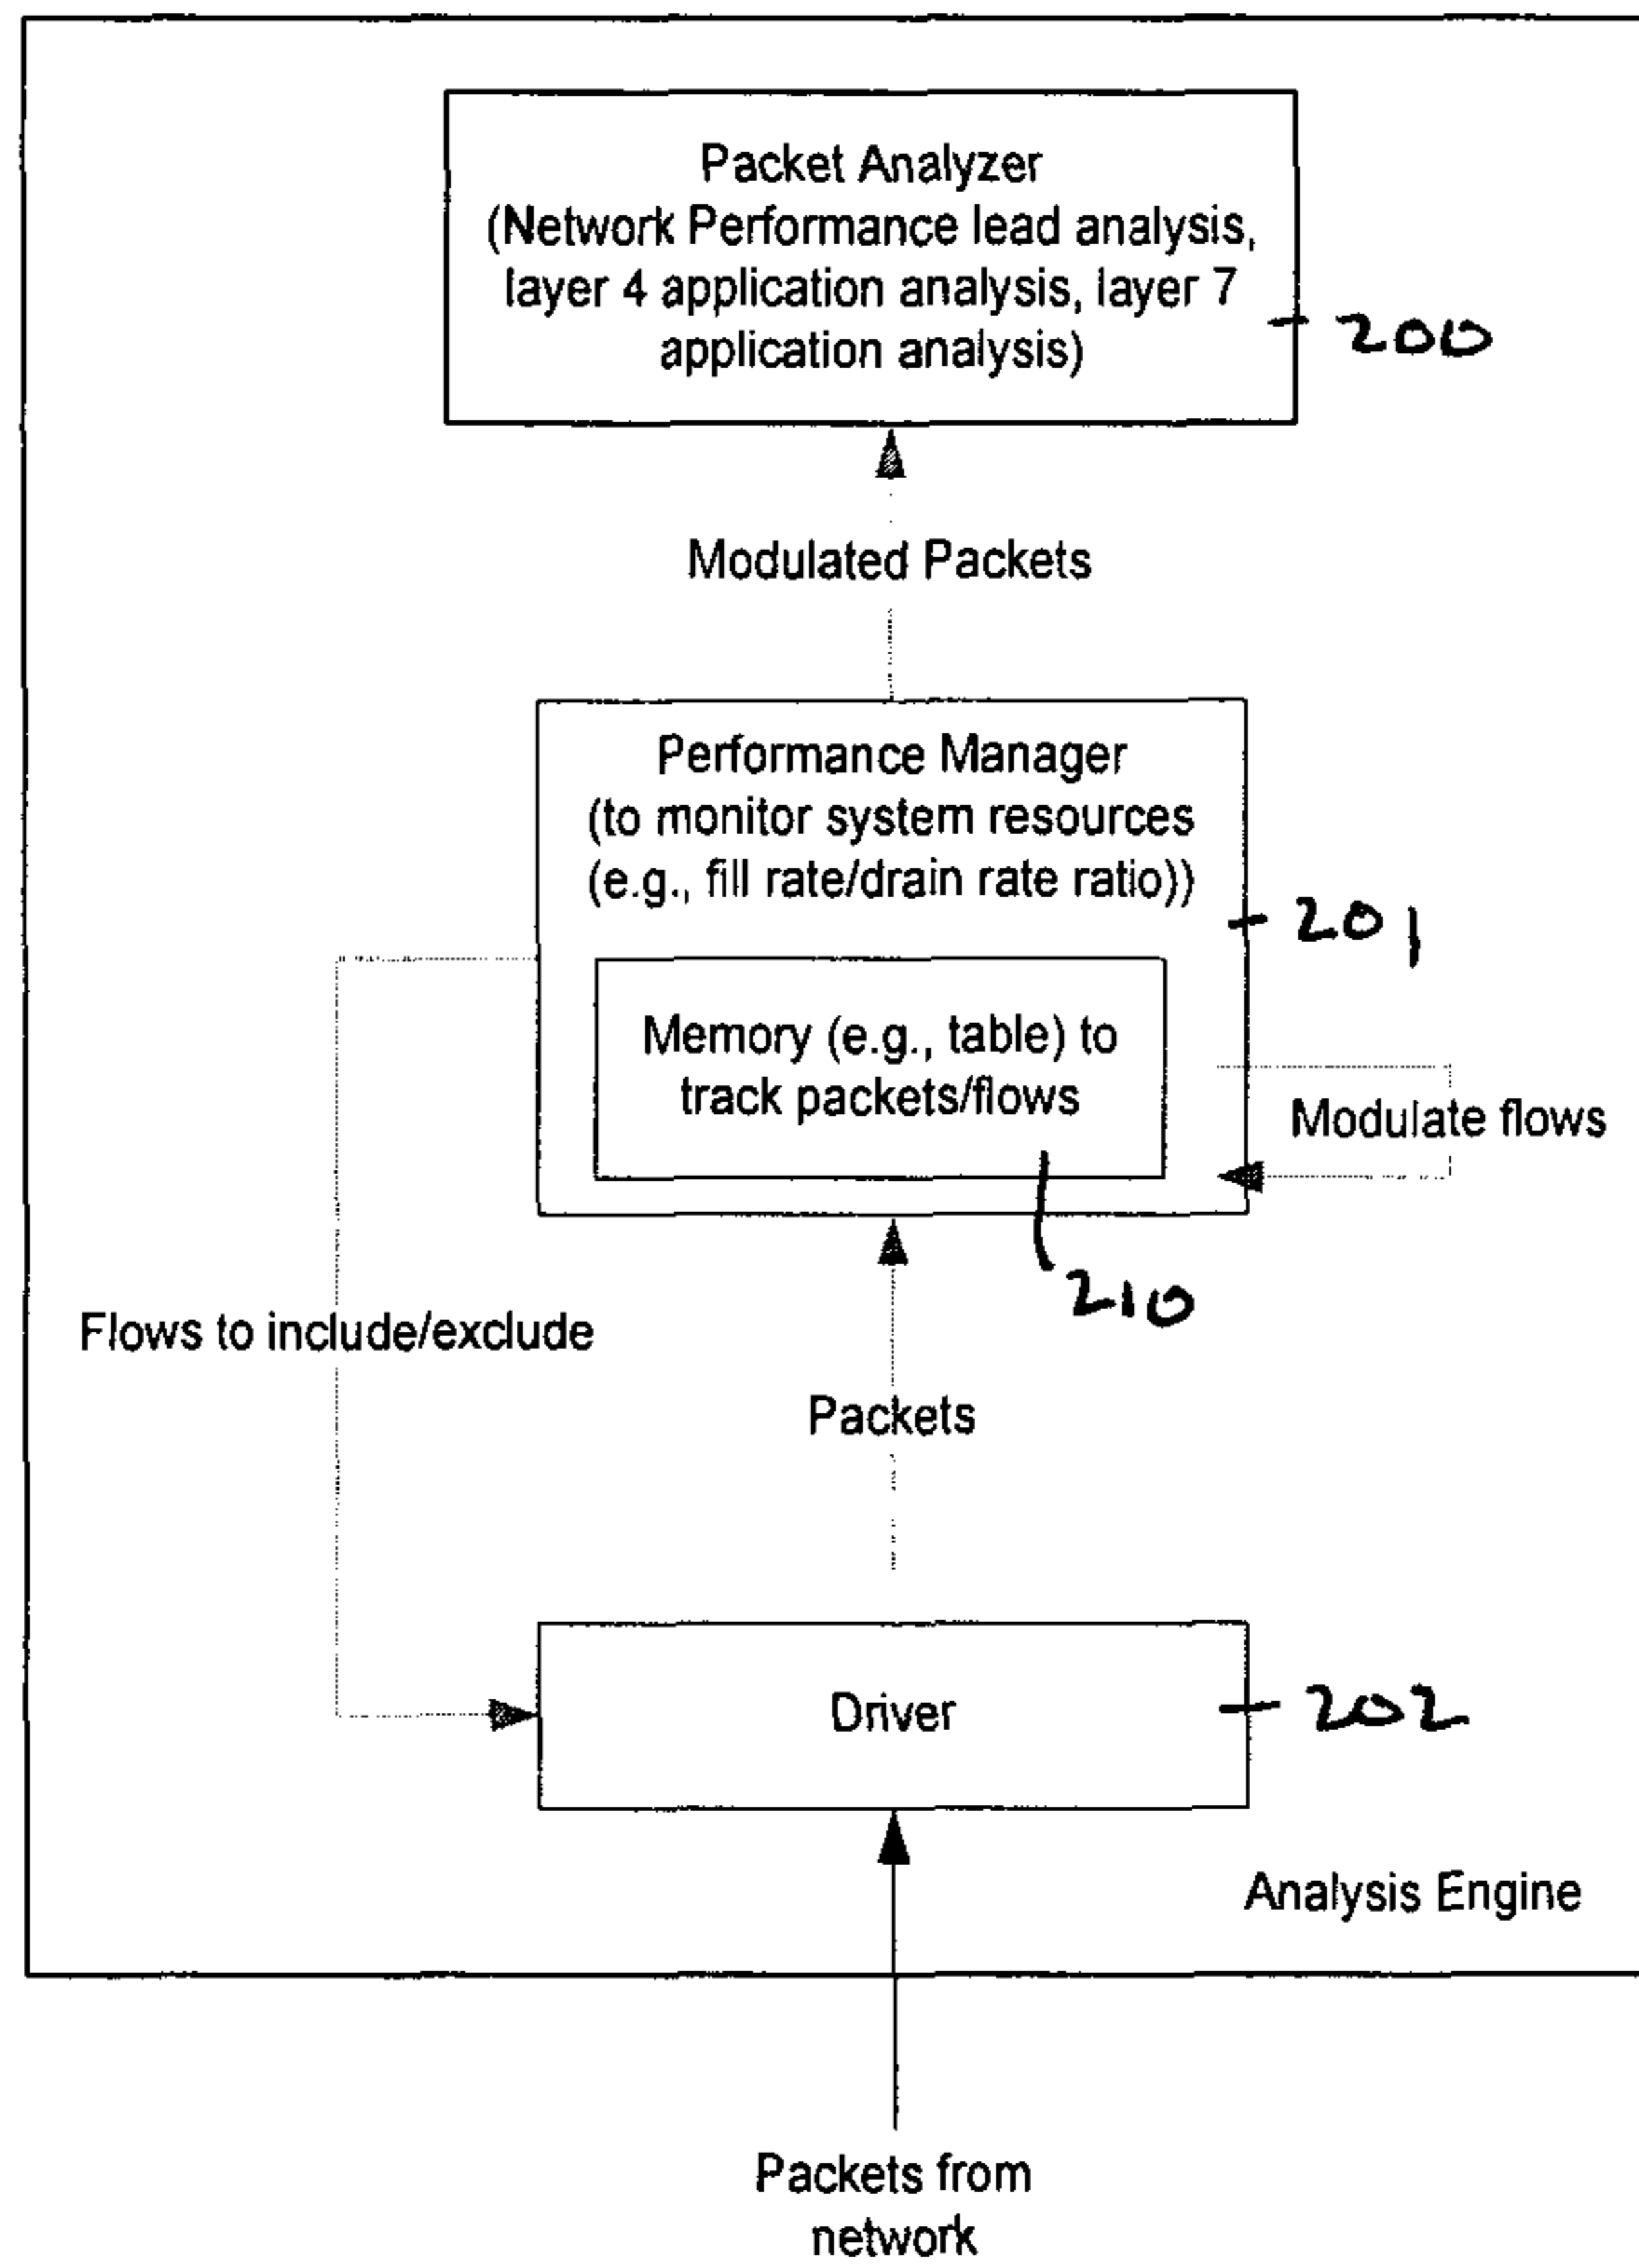 Packet Analyzer
(Network Performance lead analysis,
layer 4 application analysis, layer 7
application analysis)
200
Modulated Packets
Performance Manager
(to monitor system resources
(e.g., fill rate/drain rate ratio))
201
Memory (e.g., table) to
track packets/flows
Modulate flows
210
Flows to include/exclude
Packets
Driver
202
Analysis Engine
Packets from
network